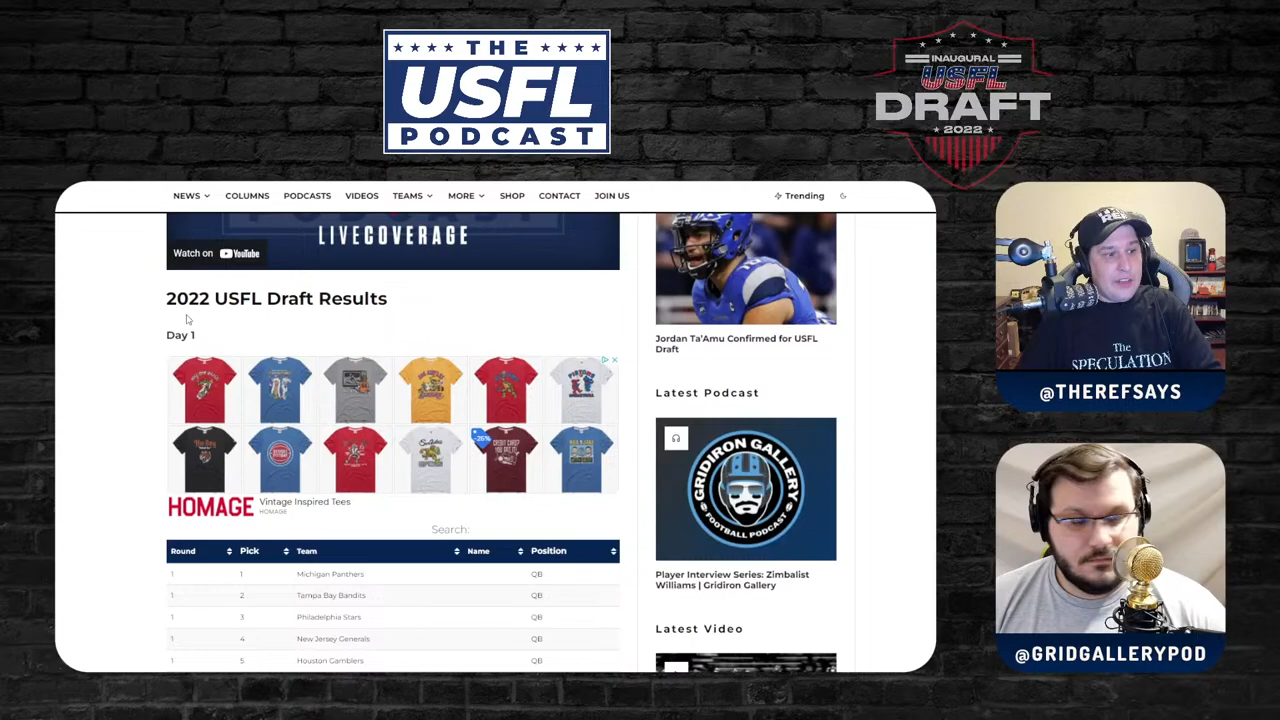 ★★★★ THE ★★★★
USFL
PODCAST
INAUGURAL
USFL
DRAFT
★ 2022 ★
NEWS
COLUMNS
PODCASTS
VIDEOS
TEAMS
MORE
SHOP
CONTACT
JOIN US
Trending
LIVECOVERAGE
Watch on YouTube
2022 USFL Draft Results
Day 1
-26%
HOMAGE
Vintage Inspired Tees
HOMAGE
Search:
Round Pick Team Name Position
1 1 Michigan Panthers QB
1 2 Tampa Bay Bandits QB
1 3 Philadelphia Stars QB
1 4 New Jersey Generals QB
1 5 Houston Gamblers QB
Jordan Ta'Amu Confirmed for USFL
Draft
Latest Podcast
GRIDIRON GALLERY
FOOTBALL PODCAST
Player Interview Series: Zimbalist
Williams | Gridiron Gallery
Latest Video
The
SPECULATION
@THEREFSAYS
@GRIDGALLERYPOD